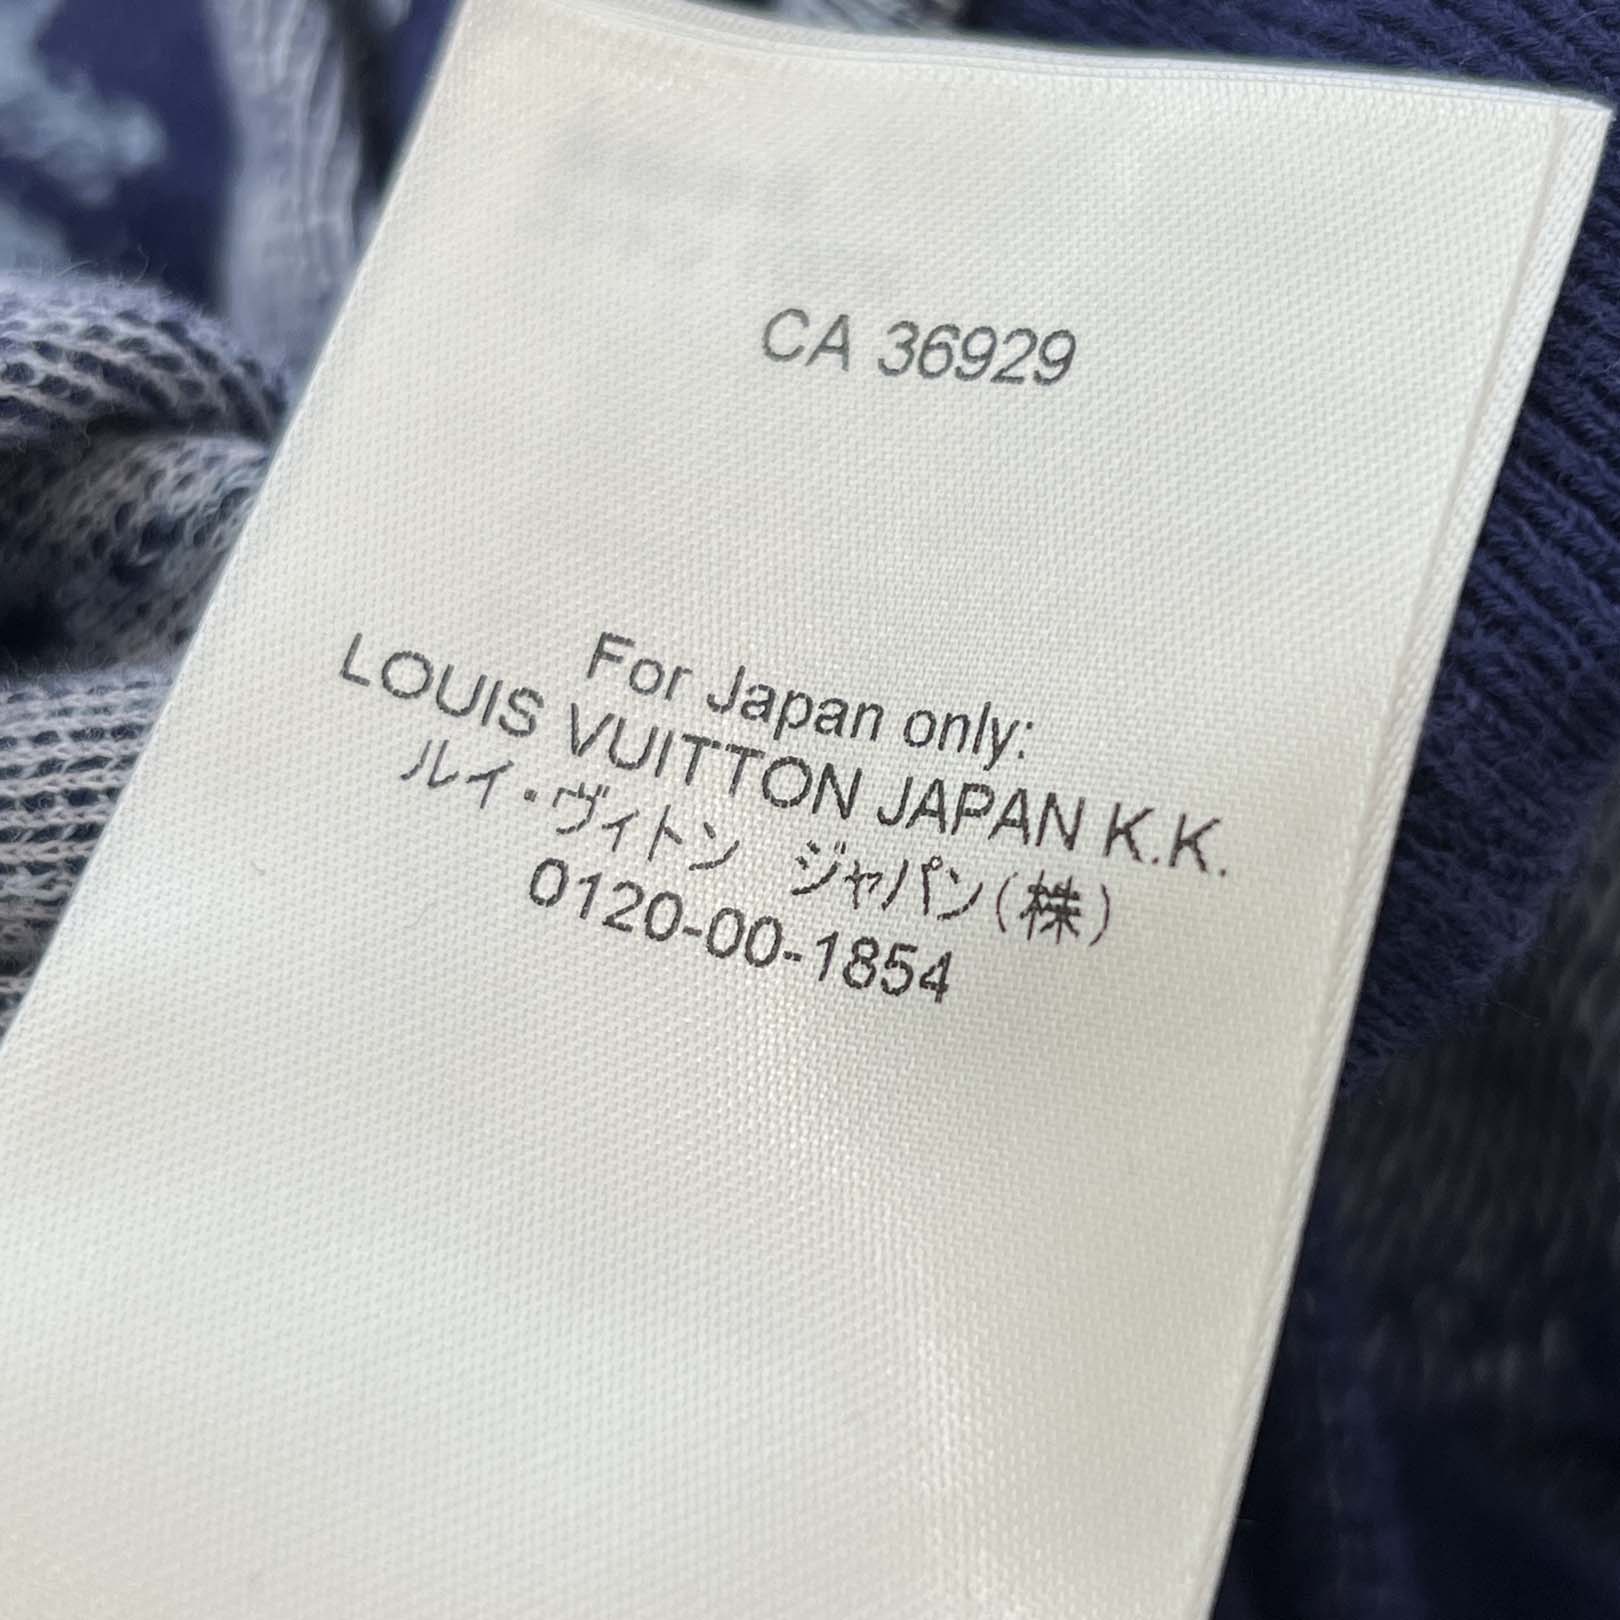 CA 36929
For Japan only:
LOUIS VUITTON JAPAN K.K.
ルイ・ヴィトン　ジャパン(株)
0120-00-1854